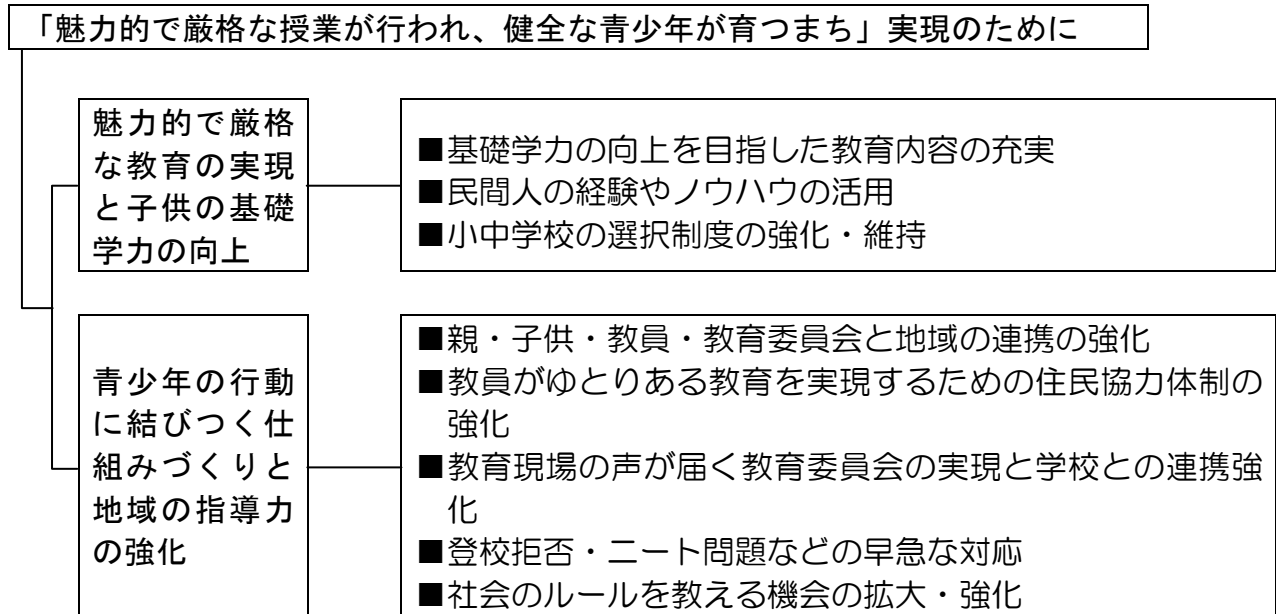 「魅力的で厳格な授業が行われ、健全な青少年が育つまち」実現のために
魅力的で厳格
な教育の実現
と子供の基礎
学力の向上
■基礎学力の向上を目指した教育内容の充実
■民間人の経験やノウハウの活用
■小中学校の選択制度の強化・維持
青少年の行動
に結びつく仕
組みづくりと
地域の指導力
の強化
■親・子供・教員・教育委員会と地域の連携の強化
■教員がゆとりある教育を実現するための住民協力体制の
強化
■教育現場の声が届く教育委員会の実現と学校との連携強
化
■登校拒否・ニート問題などの早急な対応
■社会のルールを教える機会の拡大・強化